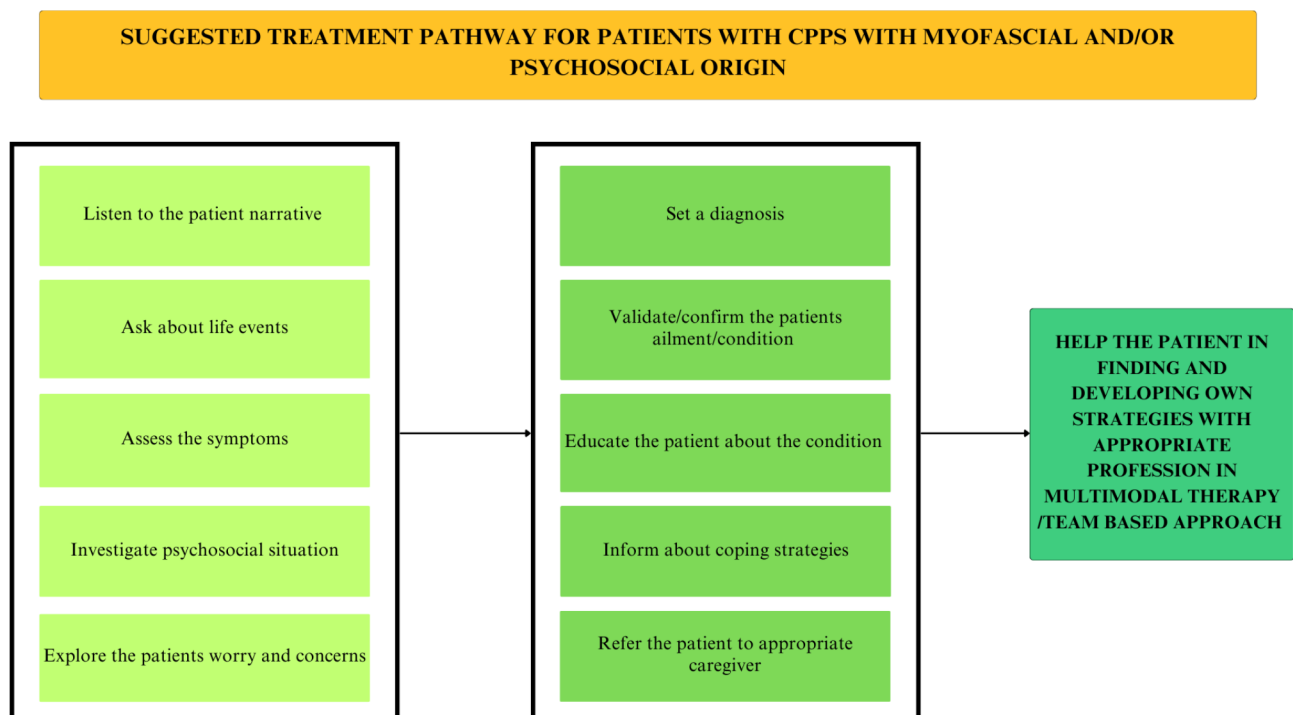 SUGGESTED TREATMENT PATHWAY FOR PATIENTS WITH CPPS WITH MYOFASCIAL AND/OR
PSYCHOSOCIAL ORIGIN
Listen to the patient narrative
Ask about life events
Assess the symptoms
Investigate psychosocial situation
Explore the patients worry and concerns
Set a diagnosis
Validate/confirm the patients
ailment/condition
Educate the patient about the condition
Inform about coping strategies
Refer the patient to appropriate
caregiver
HELP THE PATIENT IN
FINDING AND
DEVELOPING OWN
STRATEGIES WITH
APPROPRIATE
PROFESSION IN
MULTIMODAL THERAPY
/TEAM BASED APPROACH